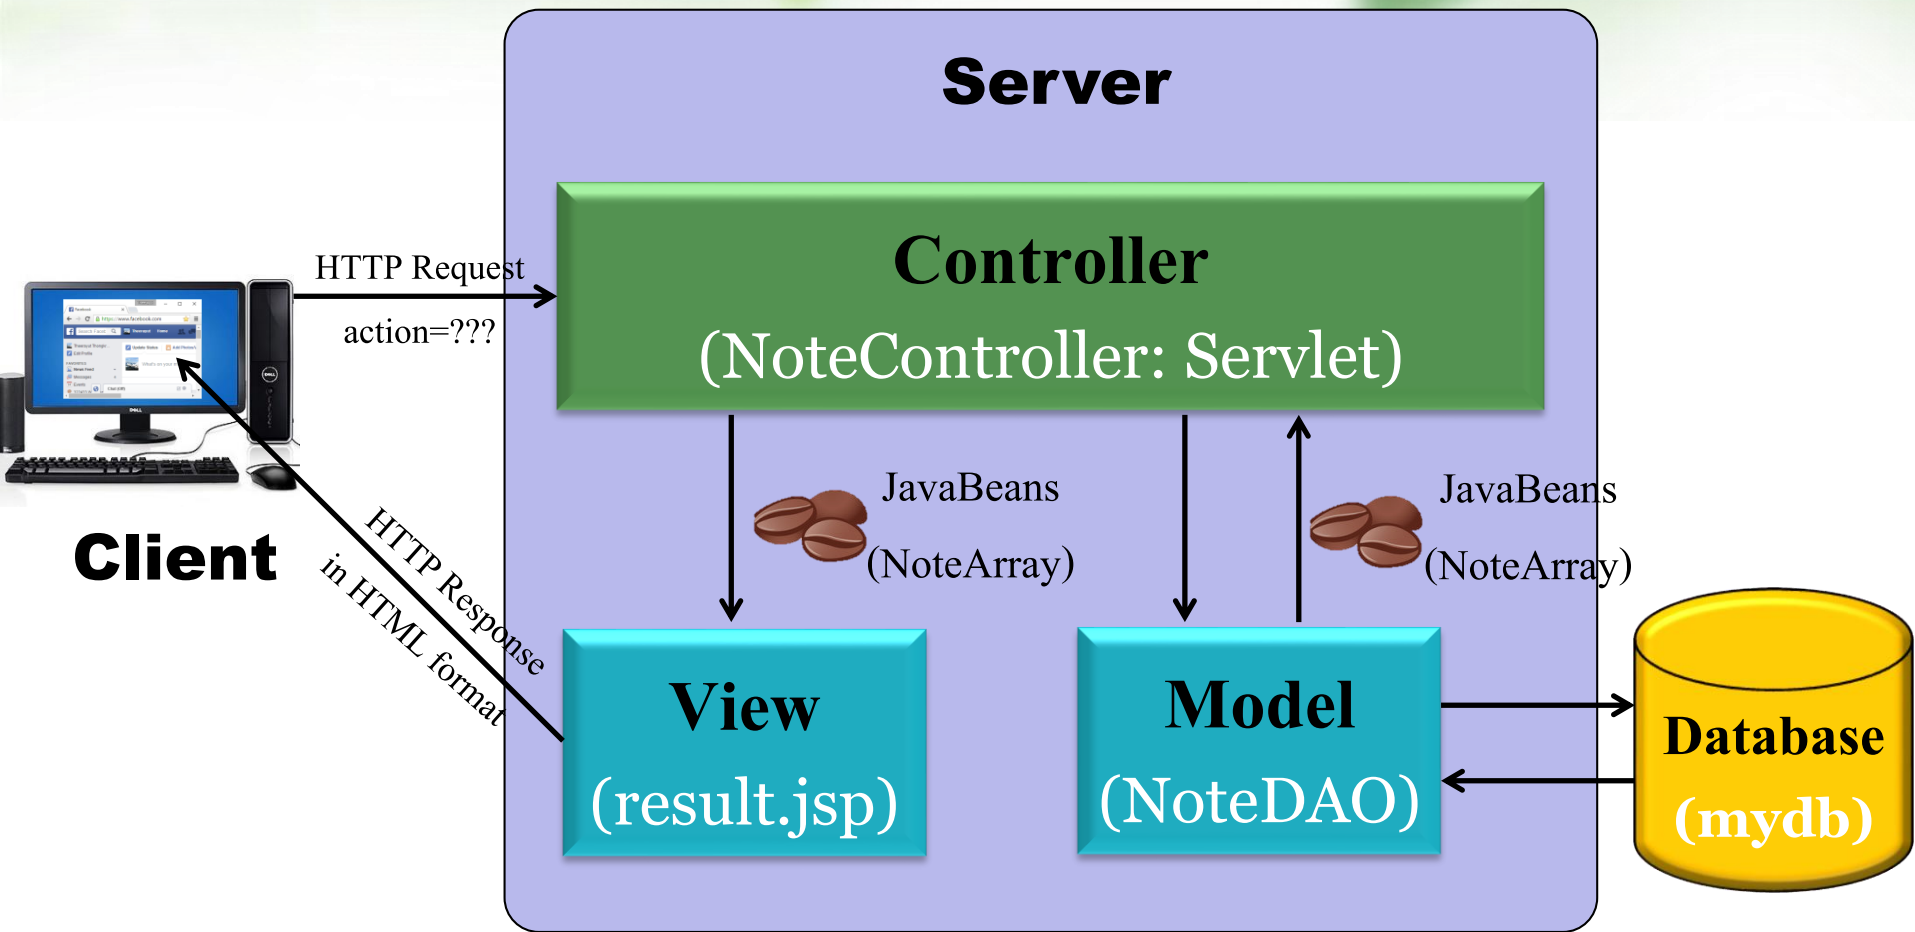 Server
Controller
(NoteController: Servlet)
HTTP Request
action=???
JavaBeans
(NoteArray)
JavaBeans
(NoteArray)
Client
HTTP Response
in HTML format
View
(result.jsp)
Model
(NoteDAO)
Database
(mydb)
DELL